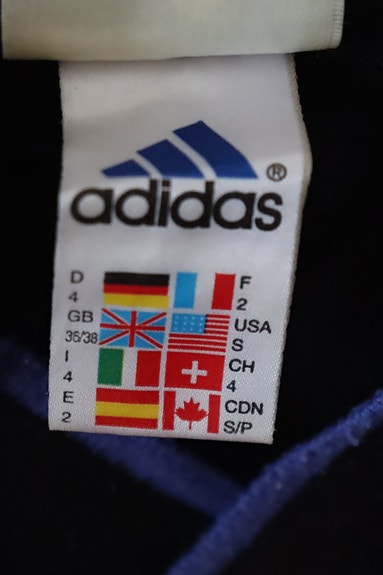 ®
adidas
D F
4 2
GB USA
36/38 S
I CH
4 4
E CDN
2 S/P